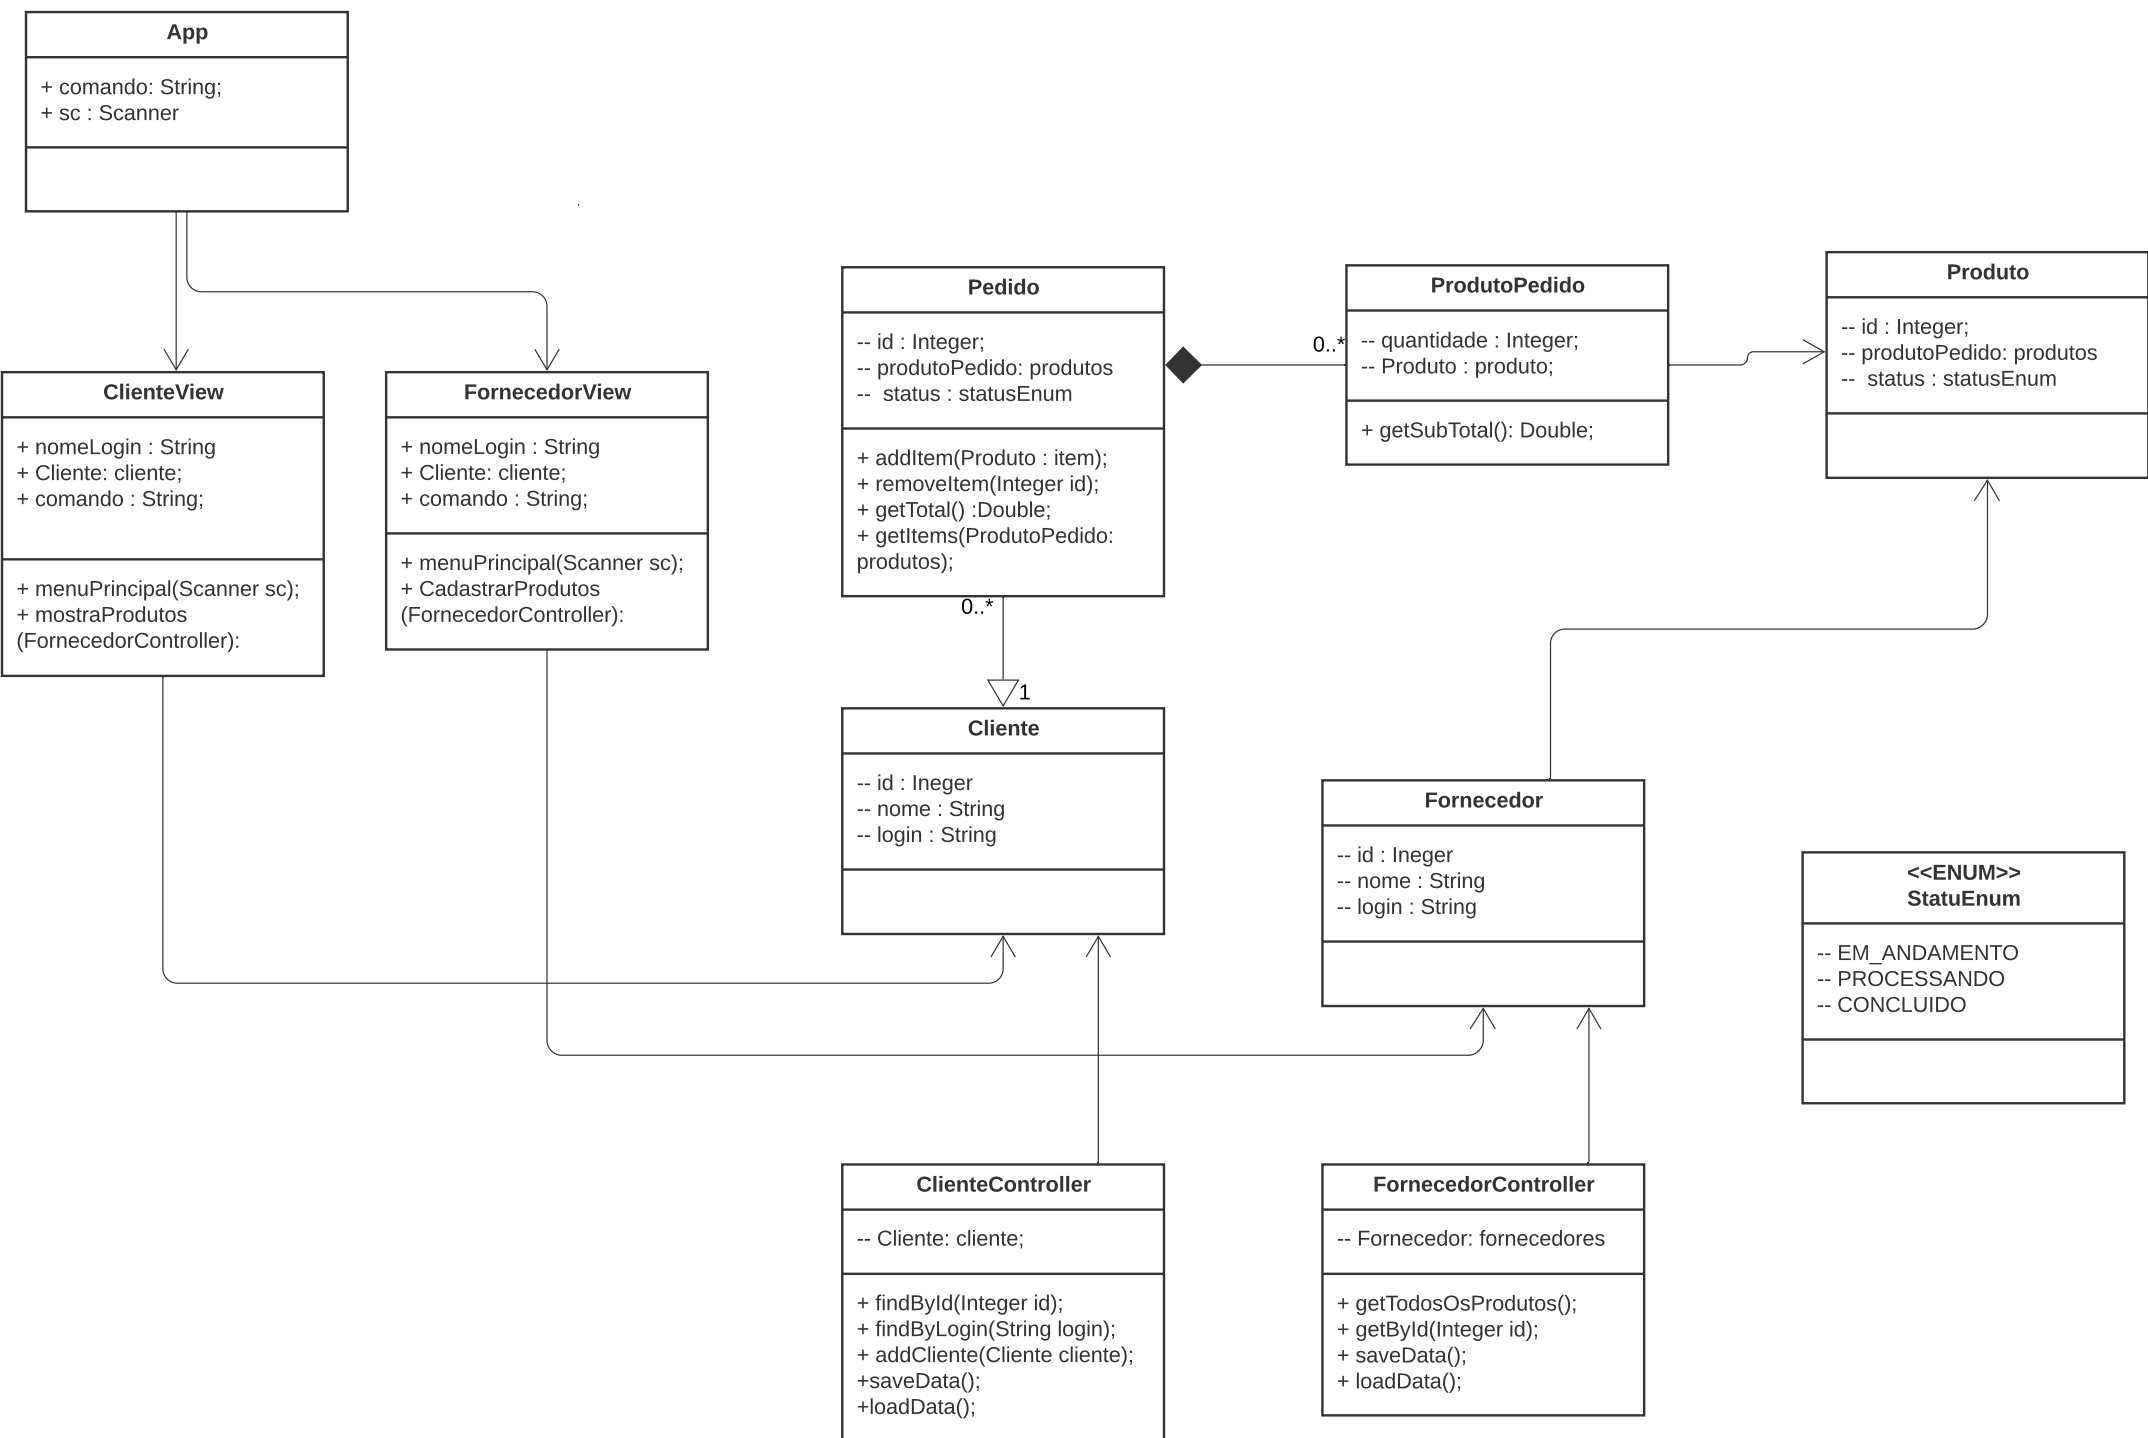 App
+ comando: String;
+ sc : Scanner
ClienteView
+ nomeLogin : String
+ Cliente: cliente;
+ comando : String;
+ menuPrincipal(Scanner sc);
+ mostraProdutos
(FornecedorController):
FornecedorView
+ nomeLogin : String
+ Cliente: cliente;
+ comando : String;
+ menuPrincipal(Scanner sc);
+ CadastrarProdutos
(FornecedorController):
Pedido
-- id : Integer;
-- produtoPedido: produtos
--  status : statusEnum
+ addItem(Produto : item);
+ removeItem(Integer id);
+ getTotal() :Double;
+ getItems(ProdutoPedido:
produtos);
0..*
ProdutoPedido
-- quantidade : Integer;
-- Produto : produto;
+ getSubTotal(): Double;
Produto
-- id : Integer;
-- produtoPedido: produtos
--  status : statusEnum
0..*
1
Cliente
-- id : Ineger
-- nome : String
-- login : String
Fornecedor
-- id : Ineger
-- nome : String
-- login : String
<<ENUM>>
StatuEnum
-- EM_ANDAMENTO
-- PROCESSANDO
-- CONCLUIDO
ClienteController
-- Cliente: cliente;
+ findById(Integer id);
+ findByLogin(String login);
+ addCliente(Cliente cliente);
+saveData();
+loadData();
FornecedorController
-- Fornecedor: fornecedores
+ getTodosOsProdutos();
+ getById(Integer id);
+ saveData();
+ loadData();